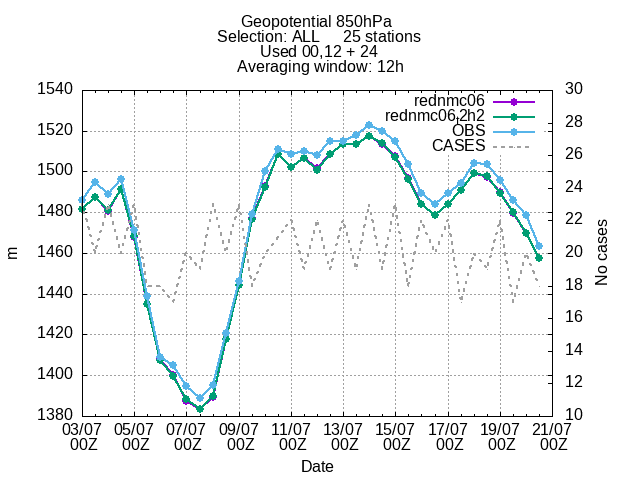 Geopotential 850hPa
Selection: ALL 25 stations
Used 00,12 + 24
Averaging window: 12h
1540
1520
1500
1480
1460
1440
1420
1400
1380
m
30
28
26
24
22
20
18
16
14
12
10
No cases
rednmc06
rednmc06,2h2
OBS
CASES
03/07 05/07 07/07 09/07 11/07 13/07 15/07 17/07 19/07 21/07
00Z 00Z 00Z 00Z 00Z 00Z 00Z 00Z 00Z 00Z
Date